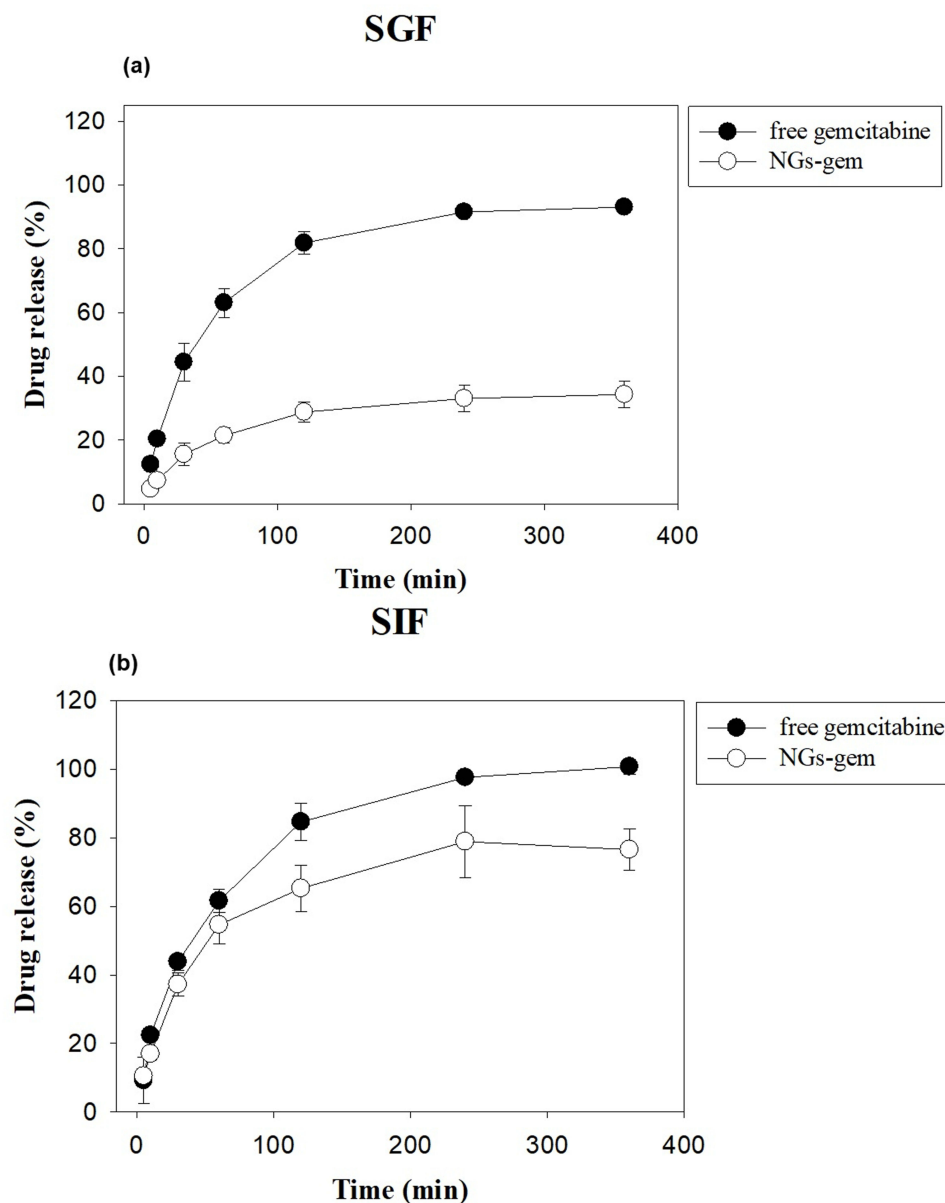 SGF
(a)
120
100
80
60
40
20
0
Drug release (%)
0 100 200 300 400
Time (min)
free gemcitabine
NGs-gem
SIF
(b)
120
100
80
60
40
20
0
Drug release (%)
0 100 200 300 400
Time (min)
free gemcitabine
NGs-gem